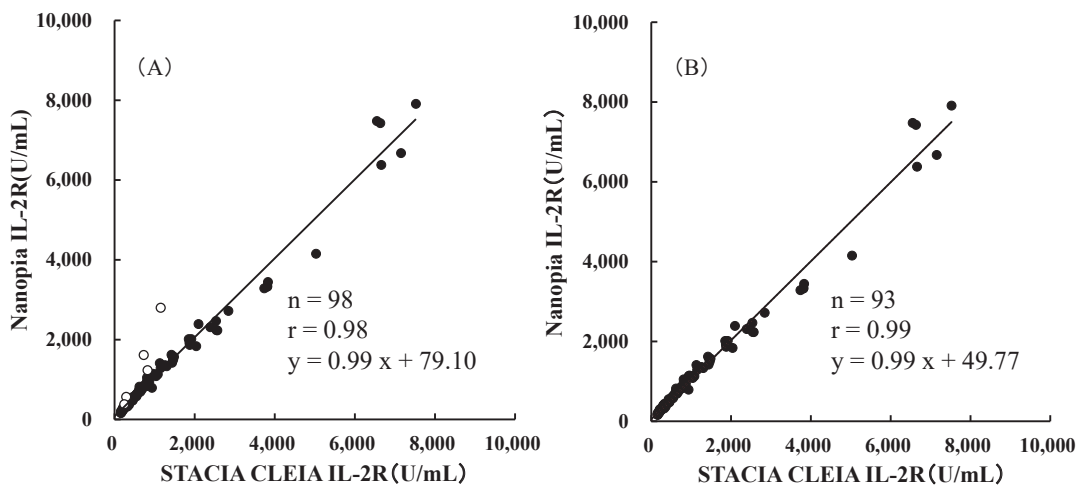 10,000
8,000
6,000
4,000
2,000
0
Nanopia IL-2R(U/mL)
（A）
n = 98
r = 0.98
y = 0.99 x + 79.10
0 2,000 4,000 6,000 8,000 10,000
STACIA CLEIA IL-2R（U/mL）
10,000
8,000
6,000
4,000
2,000
0
Nanopia IL-2R（U/mL）
（B）
n = 93
r = 0.99
y = 0.99 x + 49.77
0 2,000 4,000 6,000 8,000 10,000
STACIA CLEIA IL-2R（U/mL）